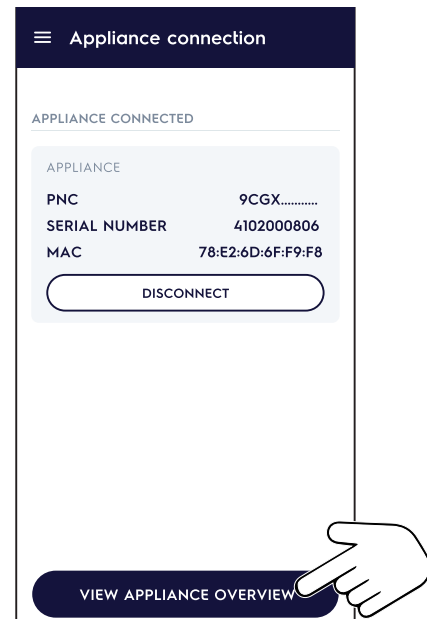 Appliance connection
APPLIANCE CONNECTED
APPLIANCE
PNC 9CGX...........
SERIAL NUMBER 4102000806
MAC 78:E2:6D:6F:F9:F8
DISCONNECT
VIEW APPLIANCE OVERVIEW